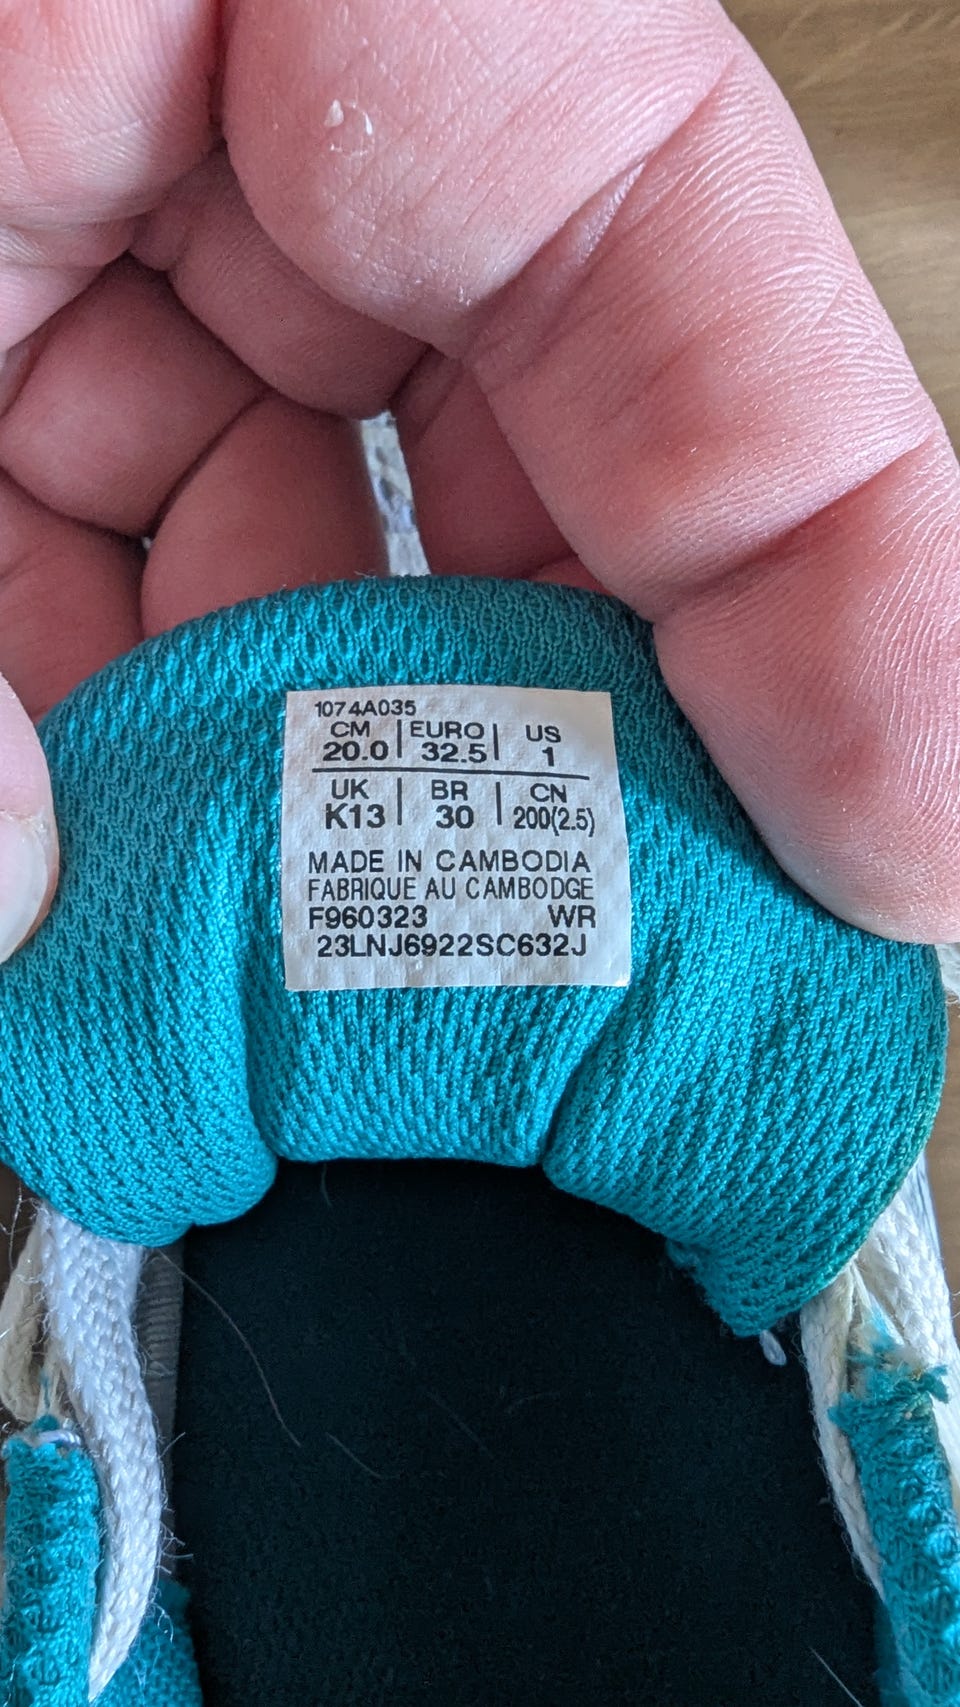 1074A035
CM | EURO | US
20.0 | 32.5 | 1
UK | BR | CN
K13 | 30 | 200(2.5)
MADE IN CAMBODIA
FABRIQUE AU CAMBODGE
F960323 WR
23LNJ6922SC632J